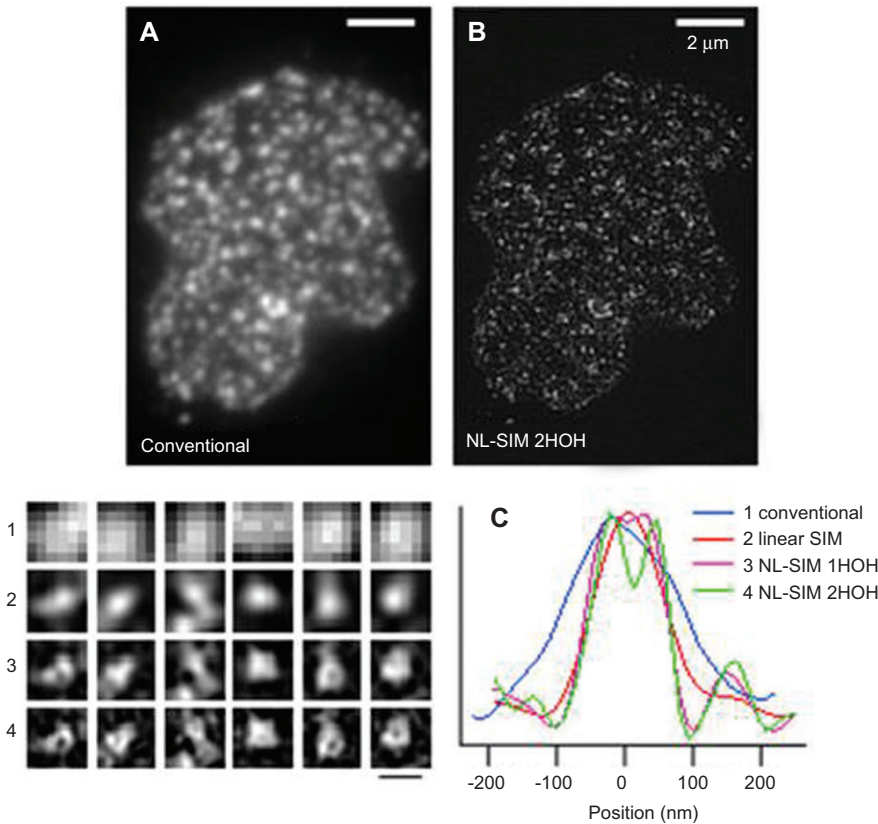 A
B
2 μm
Conventional
NL-SIM 2HOH
1
2
3
4
C
1 conventional
2 linear SIM
3 NL-SIM 1HOH
4 NL-SIM 2HOH
-200 -100 0 100 200
Position (nm)